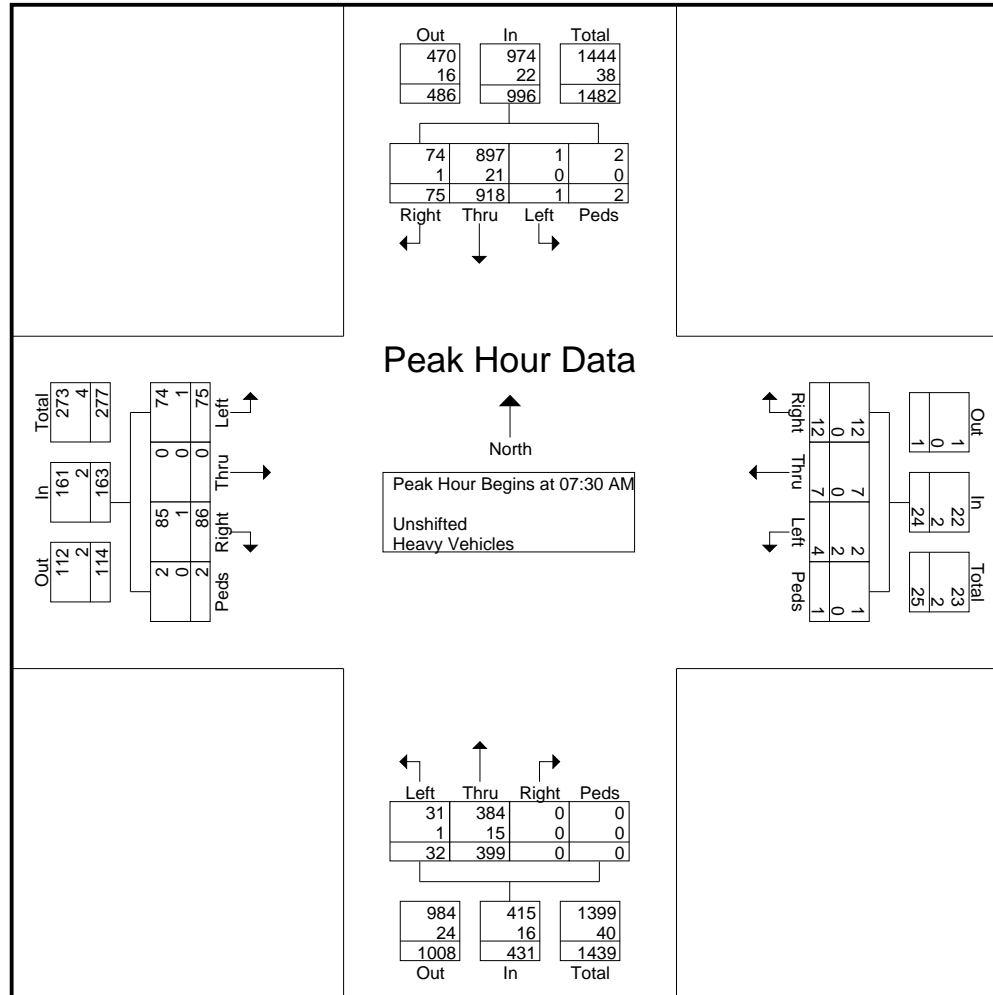 Out In Total
470 974 1444
16 22 38
486 996 1482
74 897 1 2
1 21 0 0
75 918 1 2
Right Thru Left Peds
Peak Hour Data
North
Peak Hour Begins at 07:30 AM
Unshifted
Heavy Vehicles
Total
273
4
277
In
161
2
163
Out
112
2
114
74
1
75
Left
0
0
0
Thru
85
1
86
Right
2
0
2
Peds
Right
12
0
12
Thru
7
0
7
Left
2
2
4
Peds
1
0
1
Out
1
0
1
In
22
2
24
Total
23
2
25
Left Thru Right Peds
31 384 0 0
1 15 0 0
32 399 0 0
984 415 1399
24 16 40
1008 431 1439
Out In Total